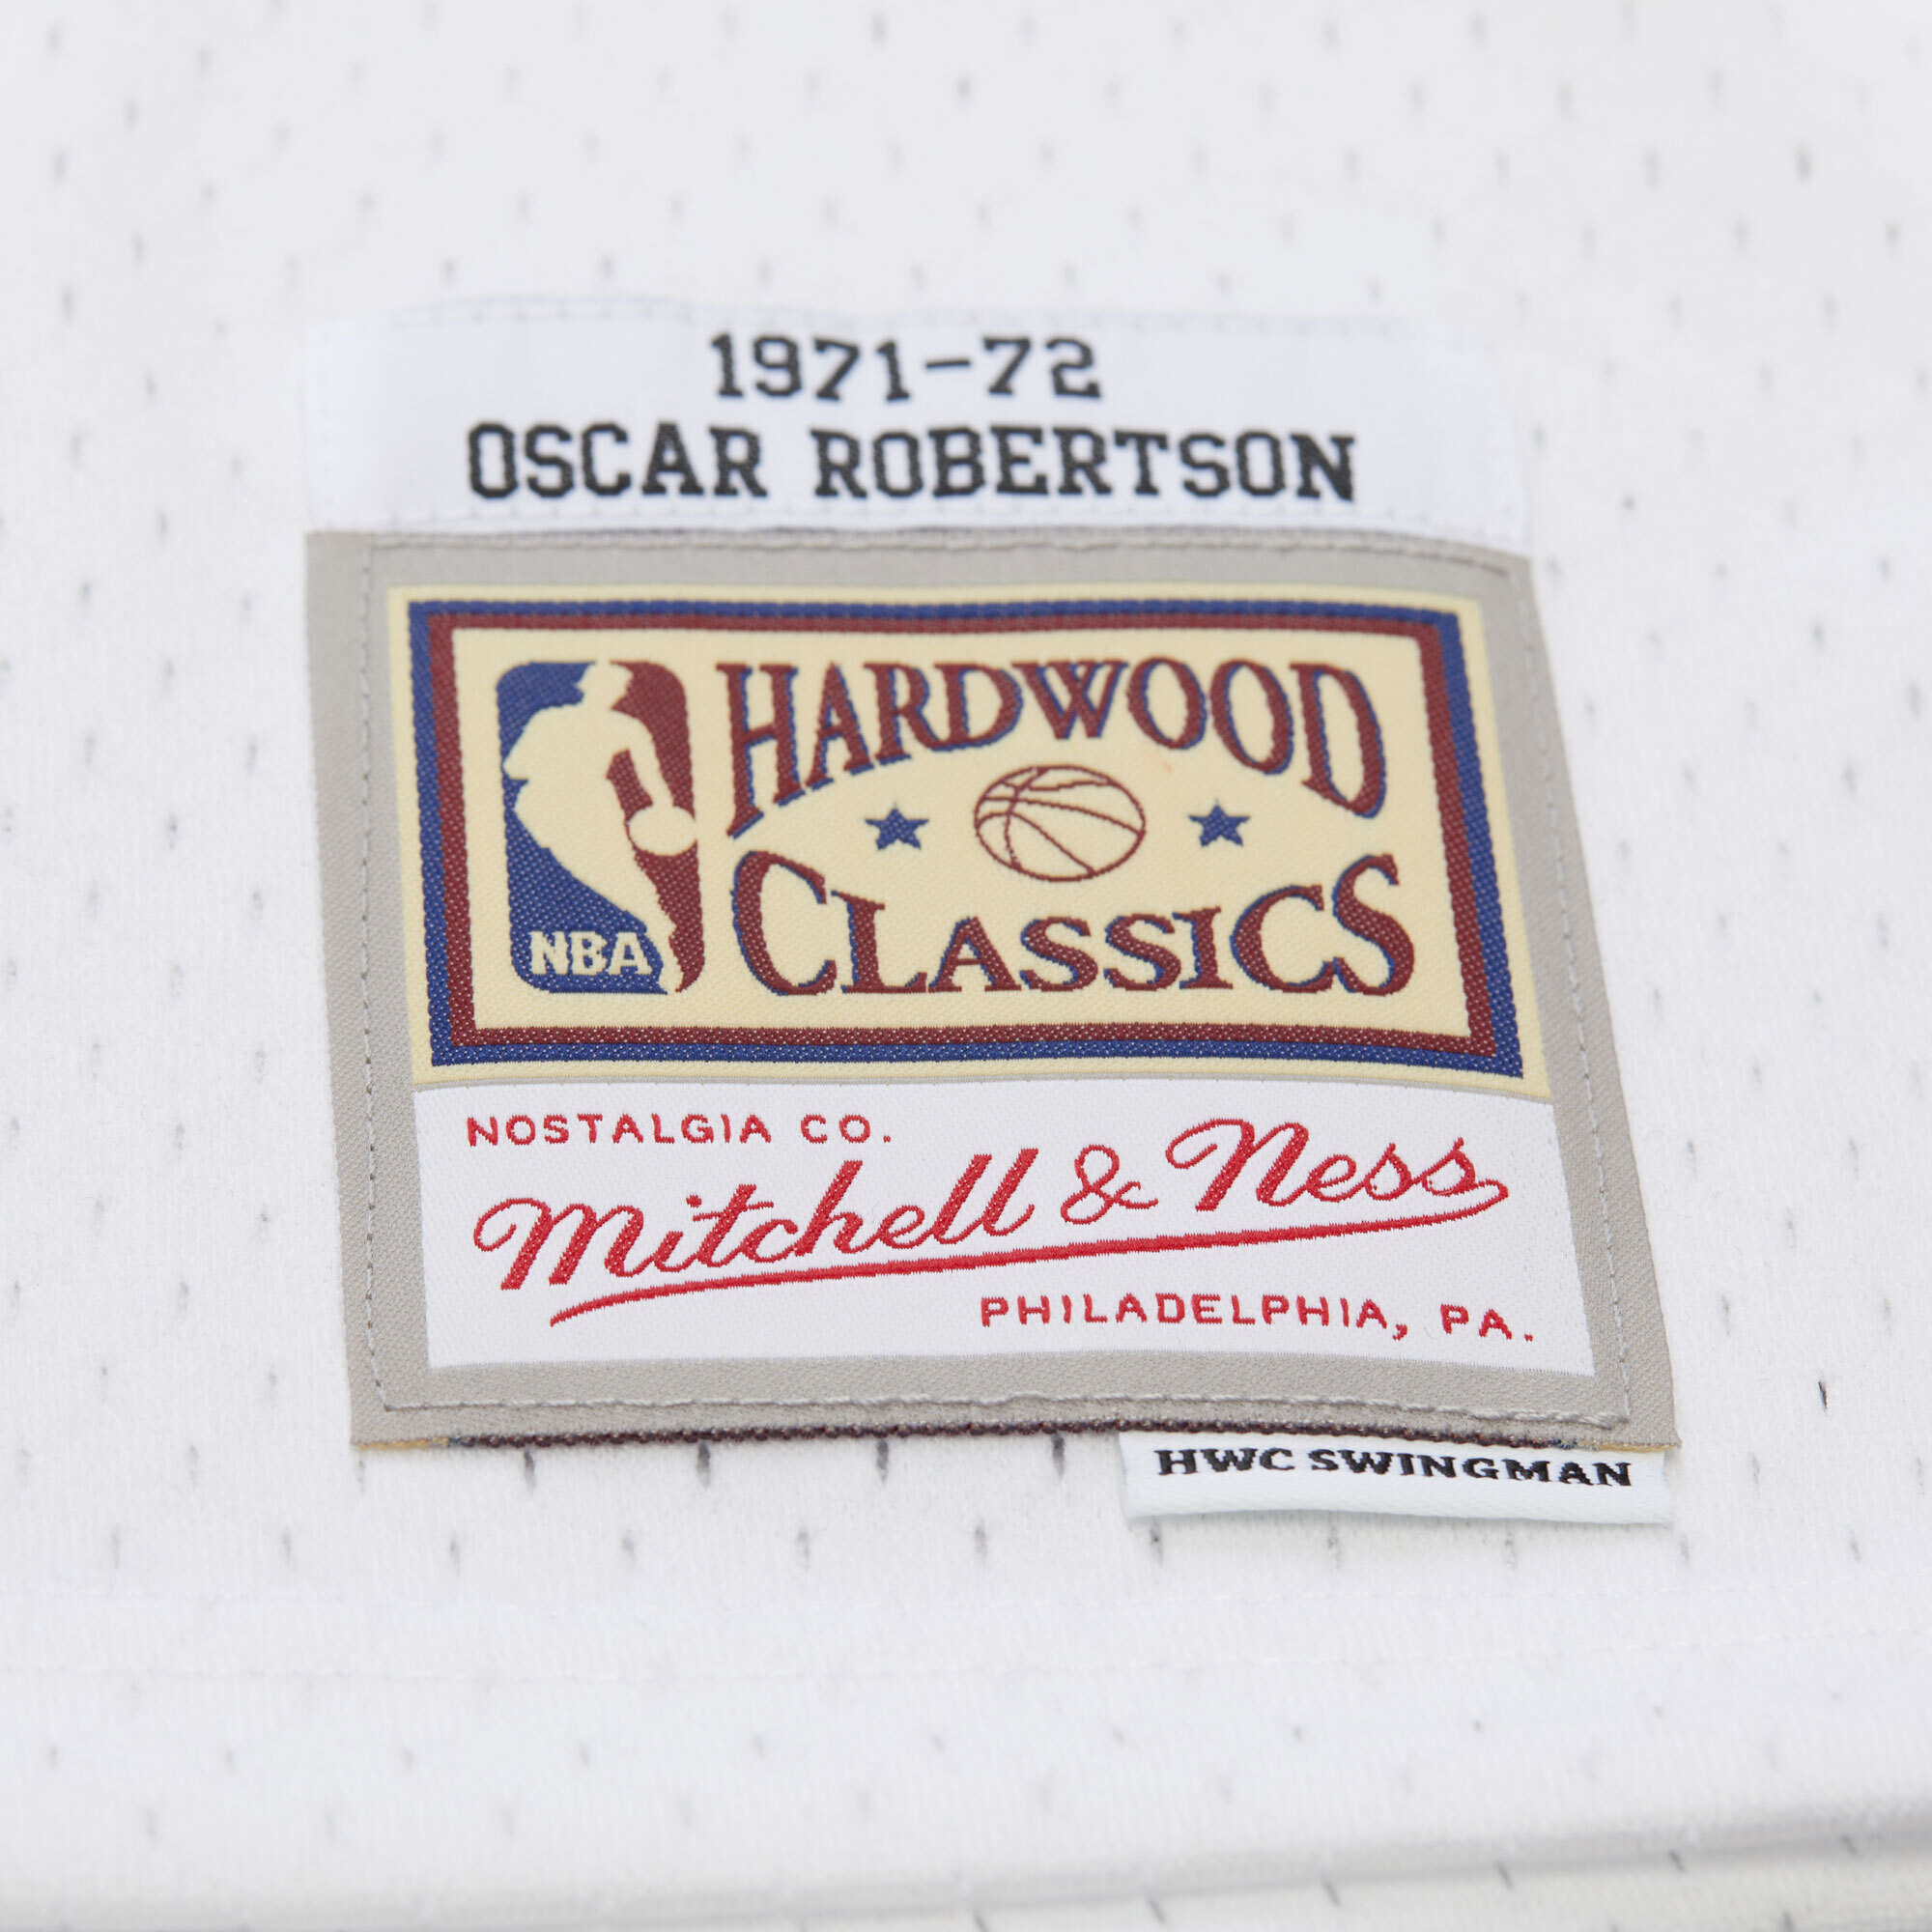 1971-72
OSCAR ROBERTSON
HARDWOOD
CLASSICS
NBA
NOSTALGIA CO.
Mitchell & Ness
PHILADELPHIA, PA.
HWC SWINGMAN